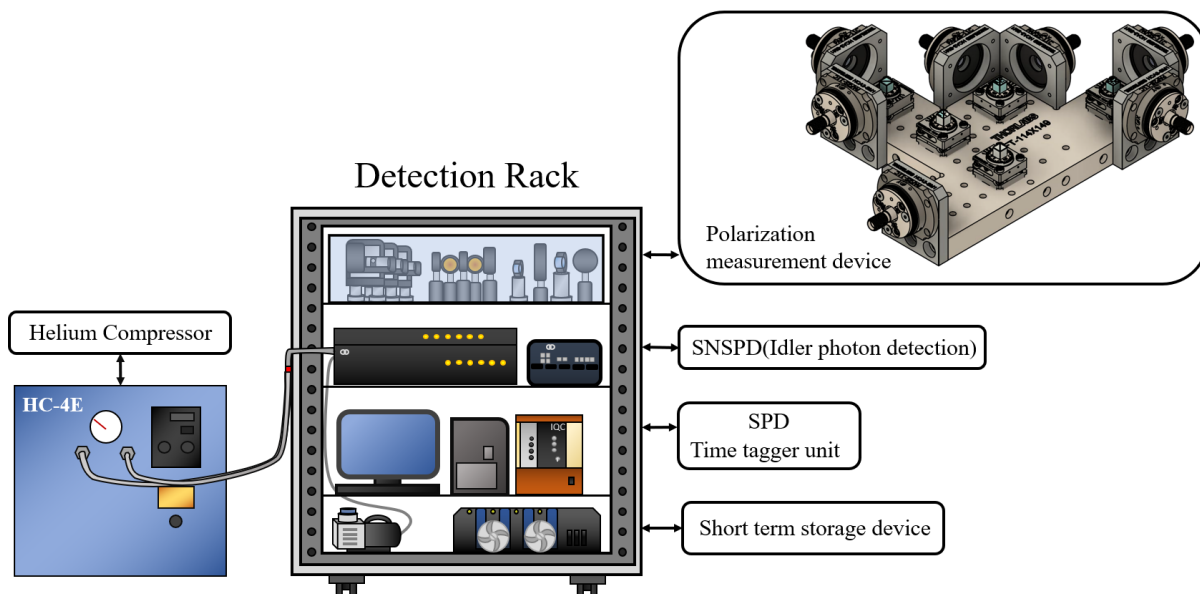 Detection Rack
THORLABS
Polarization
measurement device
Helium Compressor
HC-4E
SNSPD(Idler photon detection)
IQC
SPD
Time tagger unit
Short term storage device